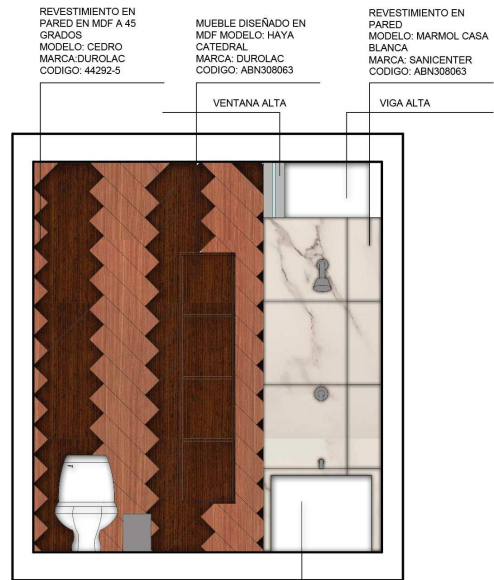 REVESTIMIENTO EN
PARED EN MDF A 45
GRADOS
MODELO: CEDRO
MARCA:DUROLAC
CODIGO: 44292-5
MUEBLE DISEÑADO EN
MDF MODELO: HAYA
CATEDRAL
MARCA: DUROLAC
CODIGO: ABN308063
REVESTIMIENTO EN
PARED
MODELO: MARMOL CASA
BLANCA
MARCA: SANICENTER
CODIGO: ABN308063
VENTANA ALTA
VIGA ALTA